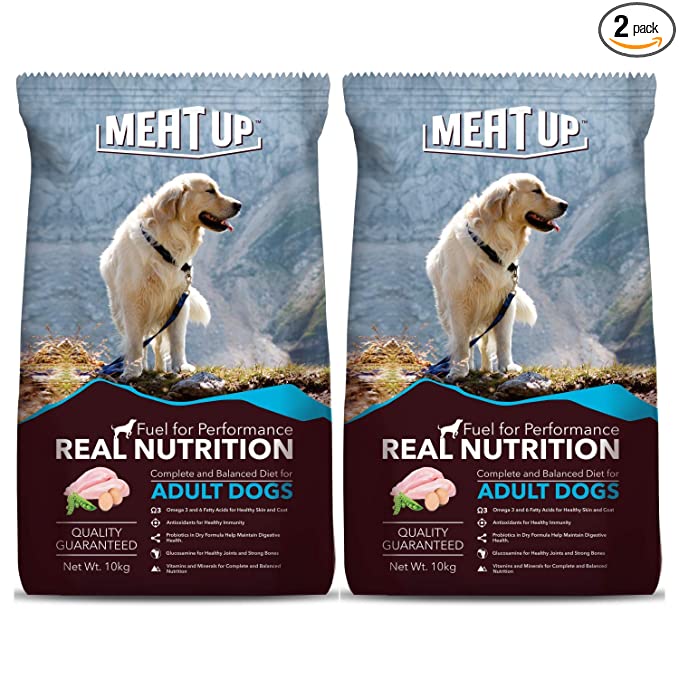 2 pack
MEAT UP™
Fuel for Performance
REAL NUTRITION
Complete and Balanced Diet for
ADULT DOGS
Ω3 Omega 3 and 6 Fatty Acids for Healthy Skin and Coat
Antioxidants for Healthy Immunity
Probiotics in Dry Formula Help Maintain Digestive
Health.
Glucosamine for Healthy Joints and Strong Bones
Vitamins and Minerals for Complete and Balanced
Nutrition
QUALITY
GUARANTEED
Net Wt. 10kg
MEAT UP™
Fuel for Performance
REAL NUTRITION
Complete and Balanced Diet for
ADULT DOGS
Ω3 Omega 3 and 6 Fatty Acids for Healthy Skin and Coat
Antioxidants for Healthy Immunity
Probiotics in Dry Formula Help Maintain Digestive
Health.
Glucosamine for Healthy Joints and Strong Bones
Vitamins and Minerals for Complete and Balanced
Nutrition
QUALITY
GUARANTEED
Net Wt. 10kg